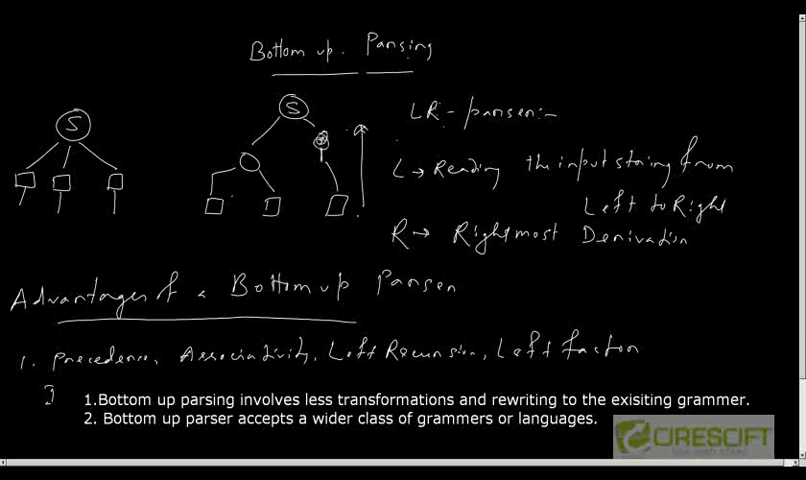 Bottom up Parsing
S
S
LR-parser:-
L → Reading the input string from
Left to Right
R → Rightmost Derivation
Advantages of a Bottom up Parser
1. Precedence, Associativity, Left Recursion, Left factor
1.Bottom up parsing involves less transformations and rewriting to the exisiting grammer.
2. Bottom up parser accepts a wider class of grammers or languages.